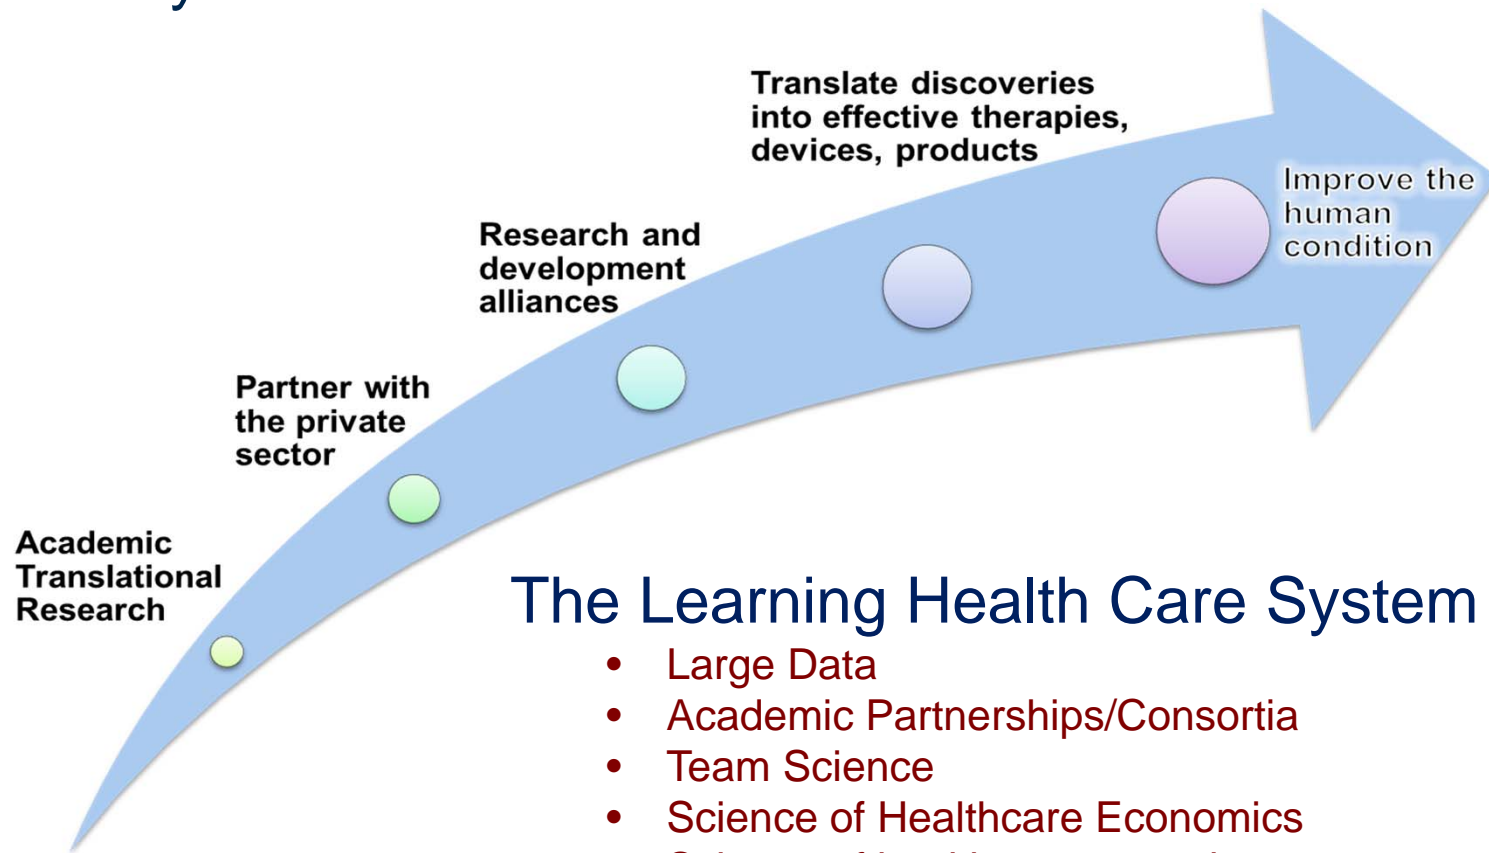 Translate discoveries
into effective therapies,
devices, products
Improve the
human
condition
Research and
development
alliances
Partner with
the private
sector
Academic
Translational
Research
The Learning Health Care System
• Large Data
• Academic Partnerships/Consortia
• Team Science
• Science of Healthcare Economics